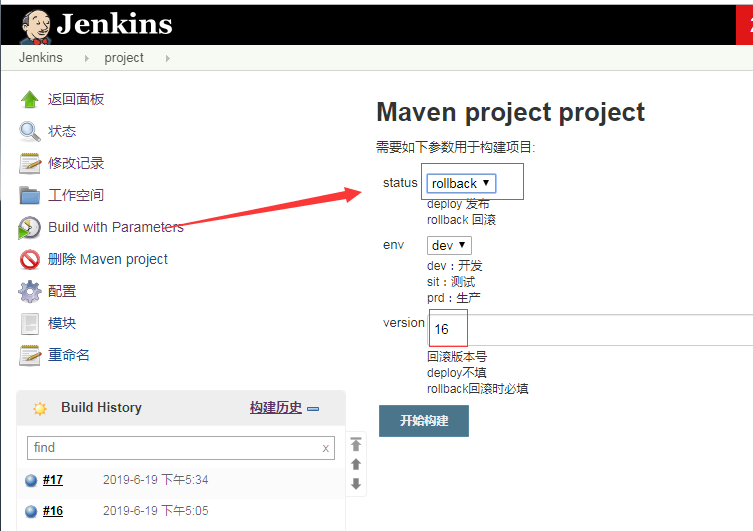 Jenkins
Jenkins
project
返回面板
状态
修改记录
工作空间
Build with Parameters
删除 Maven project
配置
模块
重命名
Build History
构建历史
find
x
#17
2019-6-19 下午5:34
#16
2019-6-19 下午5:05
Maven project project
需要如下参数用于构建项目:
status
rollback
deploy 发布
rollback 回滚
env
dev
dev：开发
sit：测试
prd：生产
version
16
回滚版本号
deploy不填
rollback回滚时必填
开始构建